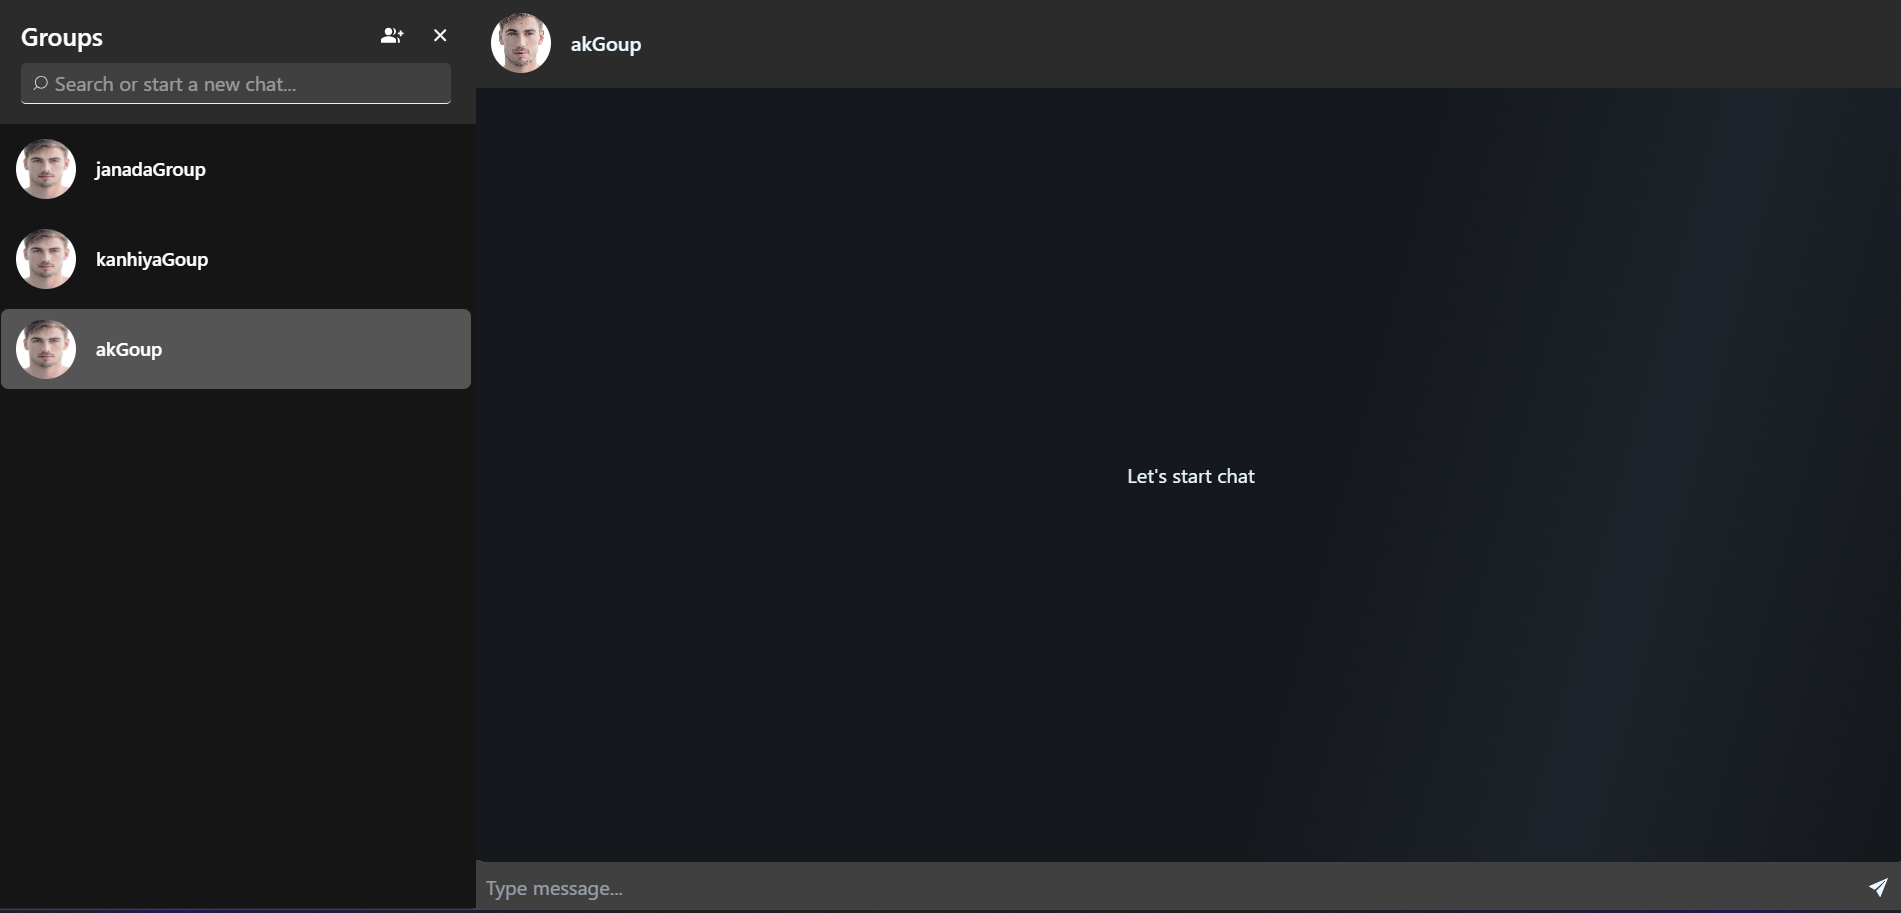 Groups
Search or start a new chat...
janadaGroup
kanhiyaGoup
akGoup
akGoup
Let's start chat
Type message...